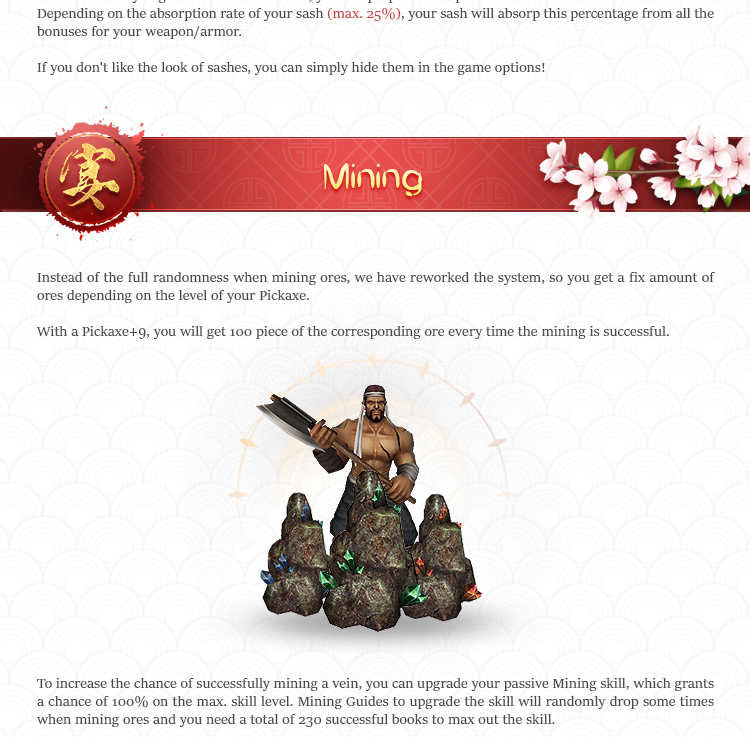 Depending on the absorption rate of your sash (max. 25%), your sash will absorp this percentage from all the
bonuses for your weapon/armor.
If you don't like the look of sashes, you can simply hide them in the game options!
宴
Mining
Instead of the full randomness when mining ores, we have reworked the system, so you get a fix amount of
ores depending on the level of your Pickaxe.
With a Pickaxe+9, you will get 100 piece of the corresponding ore every time the mining is successful.
To increase the chance of successfully mining a vein, you can upgrade your passive Mining skill, which grants
a chance of 100% on the max. skill level. Mining Guides to upgrade the skill will randomly drop some times
when mining ores and you need a total of 230 successful books to max out the skill.